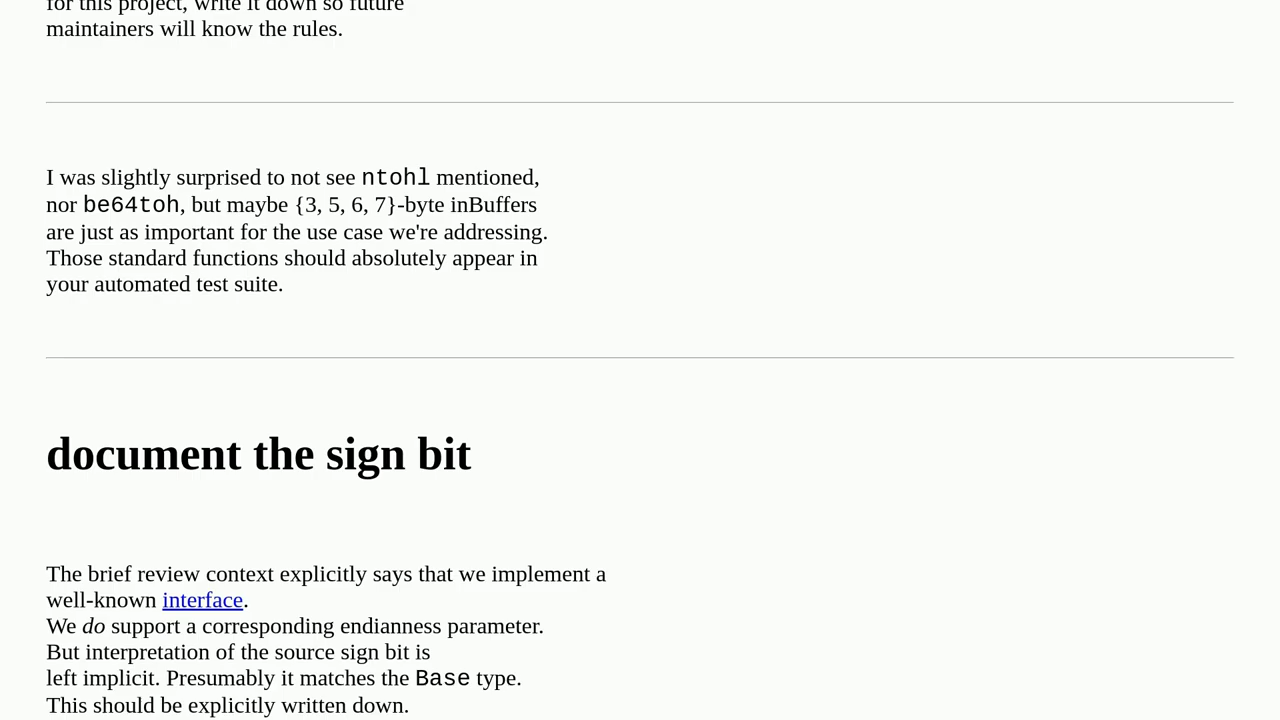 for this project, write it down so future
maintainers will know the rules.
I was slightly surprised to not see ntohl mentioned,
nor be64toh, but maybe {3, 5, 6, 7}-byte inBuffers
are just as important for the use case we're addressing.
Those standard functions should absolutely appear in
your automated test suite.
document the sign bit
The brief review context explicitly says that we implement a
well-known interface.
We do support a corresponding endianness parameter.
But interpretation of the source sign bit is
left implicit. Presumably it matches the Base type.
This should be explicitly written down.